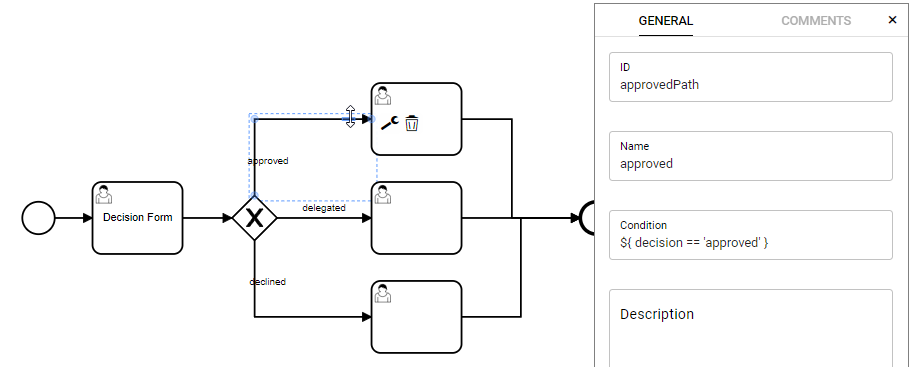 GENERAL
COMMENTS
×
ID
approvedPath
Name
approved
Condition
${ decision == 'approved' }
Description
approved
Decision Form
X
delegated
declined